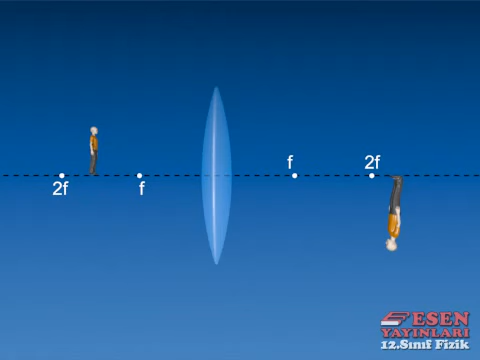 f 2f
2f f
ESEN
YAYINLARI
12.Sınıf Fizik